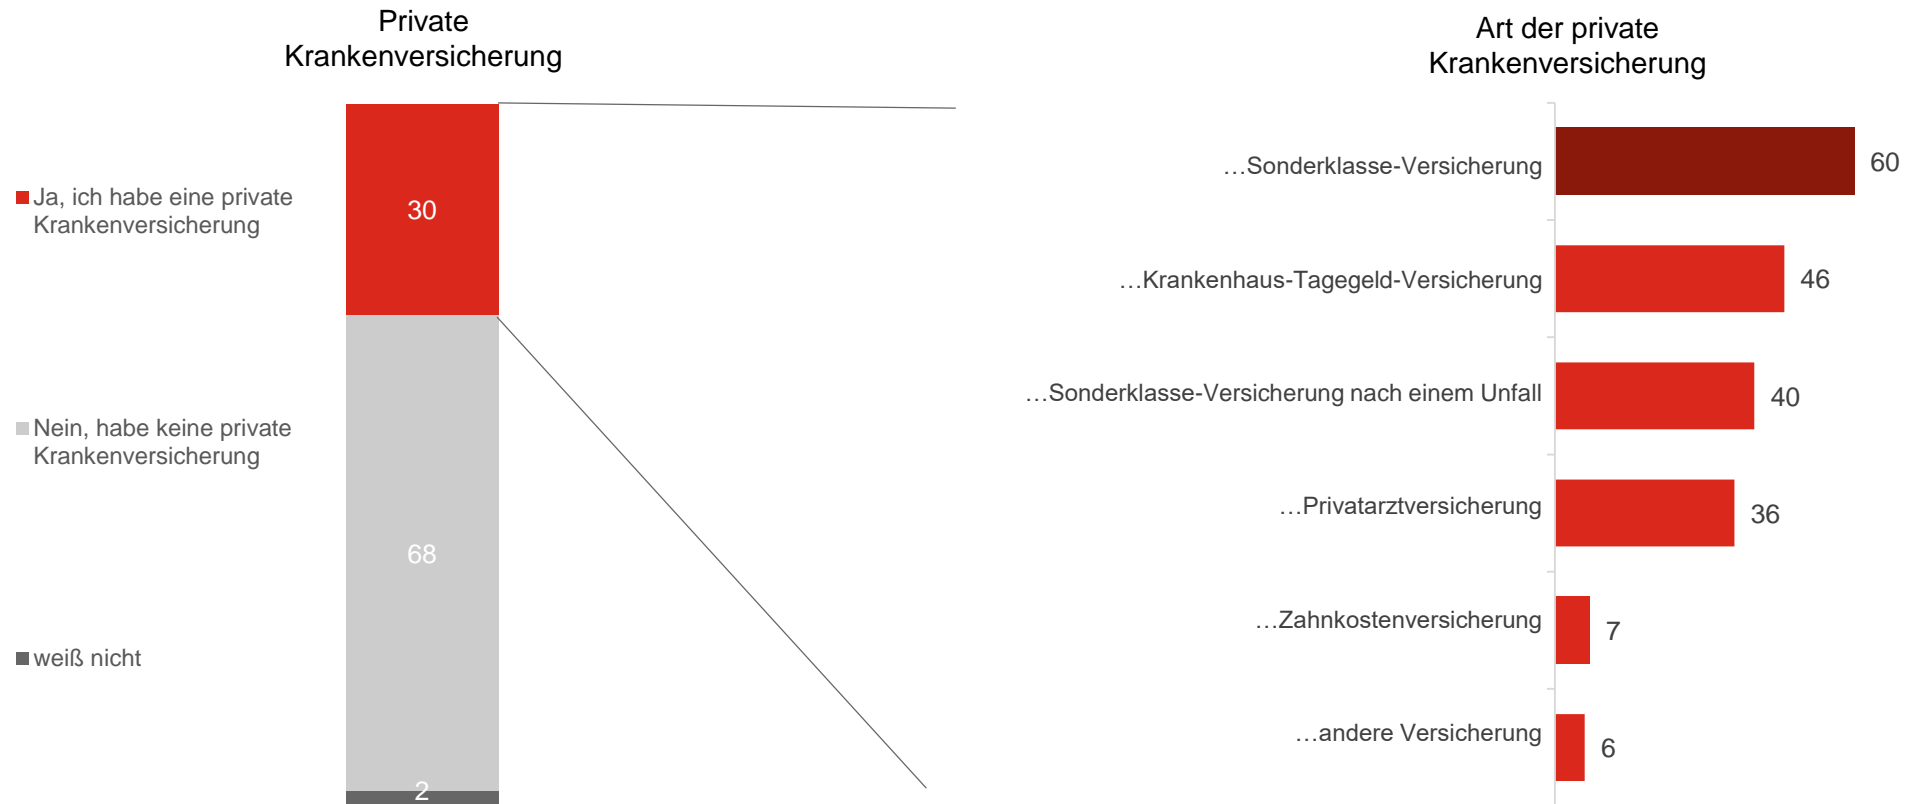 Private
Krankenversicherung
Ja, ich habe eine private
Krankenversicherung
Nein, habe keine private
Krankenversicherung
weiß nicht
30
68
2
Art der private
Krankenversicherung
…Sonderklasse-Versicherung
60
…Krankenhaus-Tagegeld-Versicherung
46
…Sonderklasse-Versicherung nach einem Unfall
40
…Privatarztversicherung
36
…Zahnkostenversicherung
7
…andere Versicherung
6